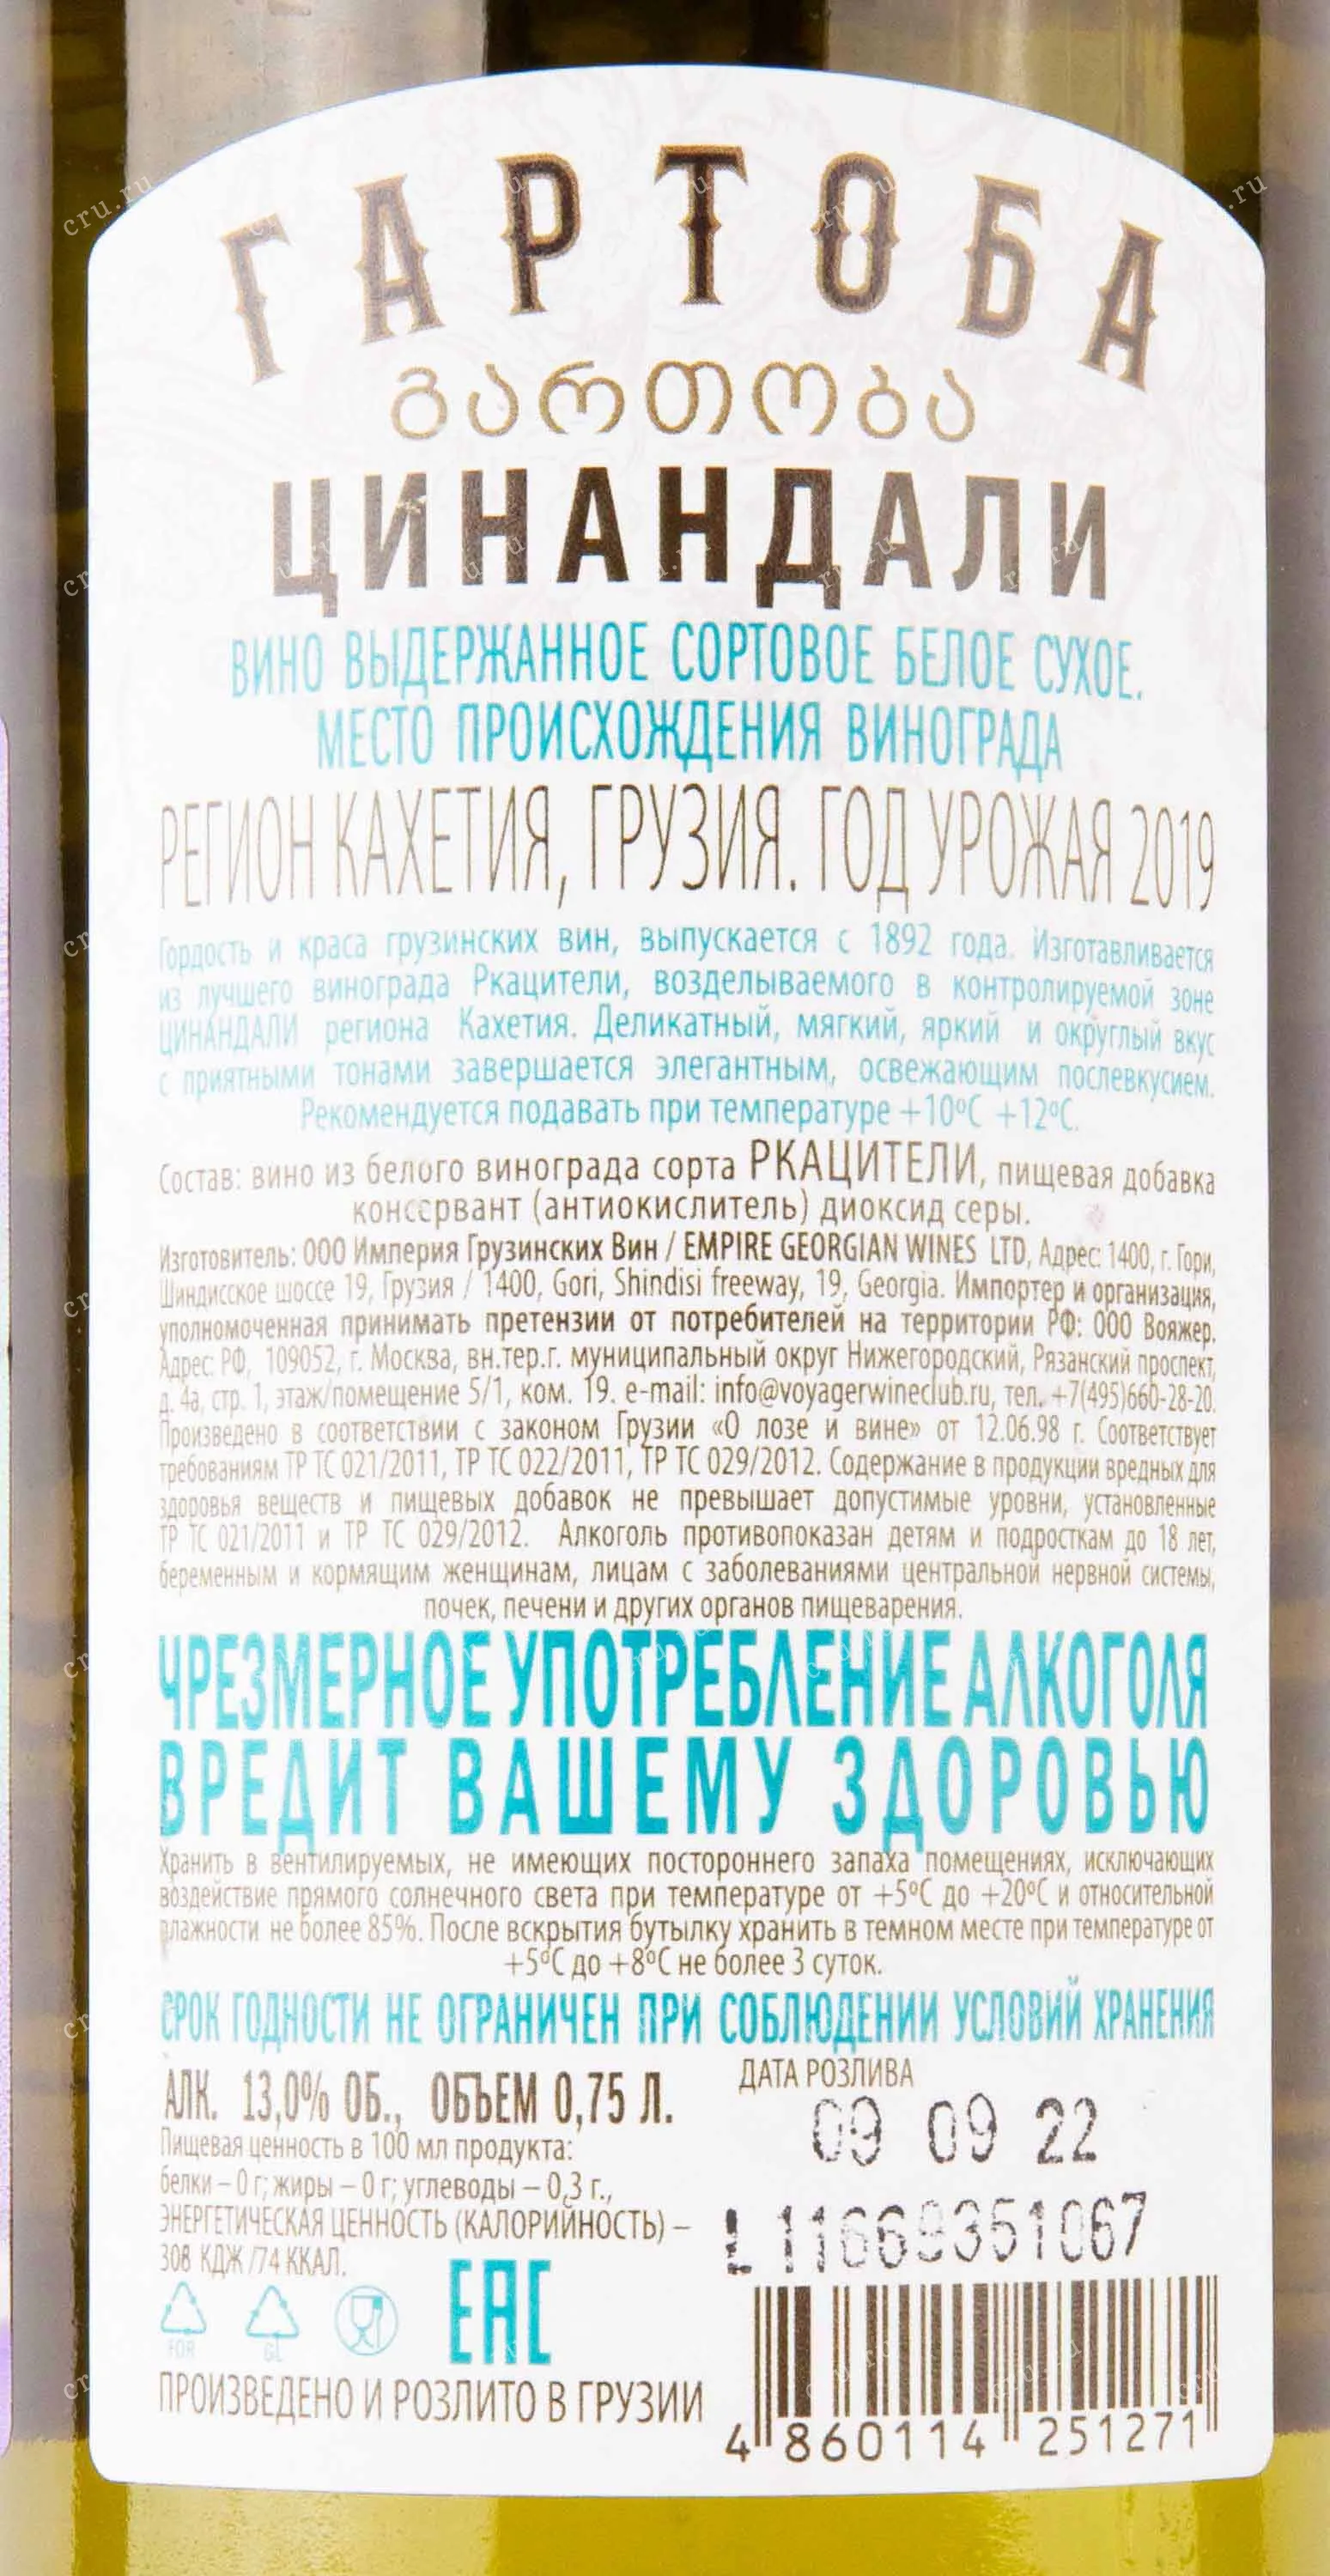 ГАРТОБА
გართობა
ЦИНАНДАЛИ
ВИНО ВЫДЕРЖАННОЕ СОРТОВОЕ БЕЛОЕ СУХОЕ.
МЕСТО ПРОИСХОЖДЕНИЯ ВИНОГРАДА
РЕГИОН КАХЕТИЯ, ГРУЗИЯ. ГОД УРОЖАЯ 2019
Гордость и краса грузинских вин, выпускается с 1892 года. Изготавливается
из лучшего винограда Ркацители, возделываемого в контролируемой зоне
ЦИНАНДАЛИ региона Кахетия. Деликатный, мягкий, яркий и округлый вкус
с приятными тонами завершается элегантным, освежающим послевкусием.
Рекомендуется подавать при температуре +10ºС +12ºС.
Состав: вино из белого винограда сорта РКАЦИТЕЛИ, пищевая добавка
консервант (антиокислитель) диоксид серы.
Изготовитель: ООО Империя Грузинских Вин / EMPIRE GEORGIAN WINES LTD, Адрес: 1400, г. Гори,
Шиндисское шоссе 19, Грузия / 1400, Gori, Shindisi freeway, 19, Georgia. Импортер и организация,
уполномоченная принимать претензии от потребителей на территории РФ: ООО Вояжер.
Адрес: РФ, 109052, г. Москва, вн.тер.г. муниципальный округ Нижегородский, Рязанский проспект,
д. 4а, стр. 1, этаж/помещение 5/1, ком. 19. e-mail: info@voyagerwineclub.ru, тел. +7(495)660-28-20.
Произведено в соответствии с законом Грузии «О лозе и вине» от 12.06.98 г. Соответствует
требованиям ТР ТС 021/2011, ТР ТС 022/2011, ТР ТС 029/2012. Содержание в продукции вредных для
здоровья веществ и пищевых добавок не превышает допустимые уровни, установленные
ТР ТС 021/2011 и ТР ТС 029/2012. Алкоголь противопоказан детям и подросткам до 18 лет,
беременным и кормящим женщинам, лицам с заболеваниями центральной нервной системы,
почек, печени и других органов пищеварения.
ЧРЕЗМЕРНОЕ УПОТРЕБЛЕНИЕ АЛКОГОЛЯ
ВРЕДИТ ВАШЕМУ ЗДОРОВЬЮ
Хранить в вентилируемых, не имеющих постороннего запаха помещениях, исключающих
воздействие прямого солнечного света при температуре от +5ºС до +20ºС и относительной
влажности не более 85%. После вскрытия бутылку хранить в темном месте при температуре от
+5ºС до +8ºС не более 3 суток.
СРОК ГОДНОСТИ НЕ ОГРАНИЧЕН ПРИ СОБЛЮДЕНИИ УСЛОВИЙ ХРАНЕНИЯ
АЛК. 13,0% ОБ., ОБЪЕМ 0,75 Л.
Пищевая ценность в 100 мл продукта:
белки – 0 г; жиры – 0 г; углеводы – 0,3 г.,
ЭНЕРГЕТИЧЕСКАЯ ЦЕННОСТЬ (КАЛОРИЙНОСТЬ) –
308 КДЖ /74 ККАЛ.
ДАТА РОЗЛИВА
09 09 22
FOR
GL
ЕАС
ПРОИЗВЕДЕНО И РОЗЛИТО В ГРУЗИИ
4 860114 251271
cru.ru